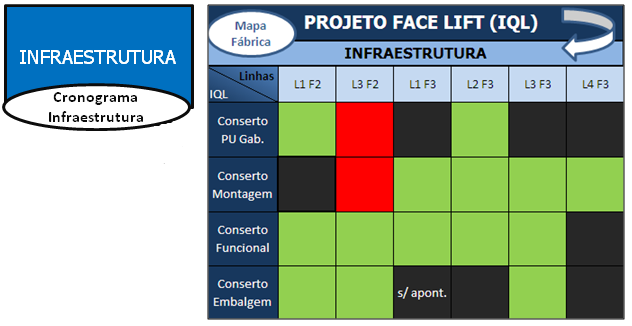 INFRAESTRUTURA
Cronograma
Infraestrutura
Mapa
Fábrica
PROJETO FACE LIFT (IQL)
INFRAESTRUTURA
Linhas
IQL
L1 F2 L3 F2 L1 F3 L2 F3 L3 F3 L4 F3
Conserto
PU Gab.
Conserto
Montagem
Conserto
Funcional
Conserto
Embalgem
s/ apont.